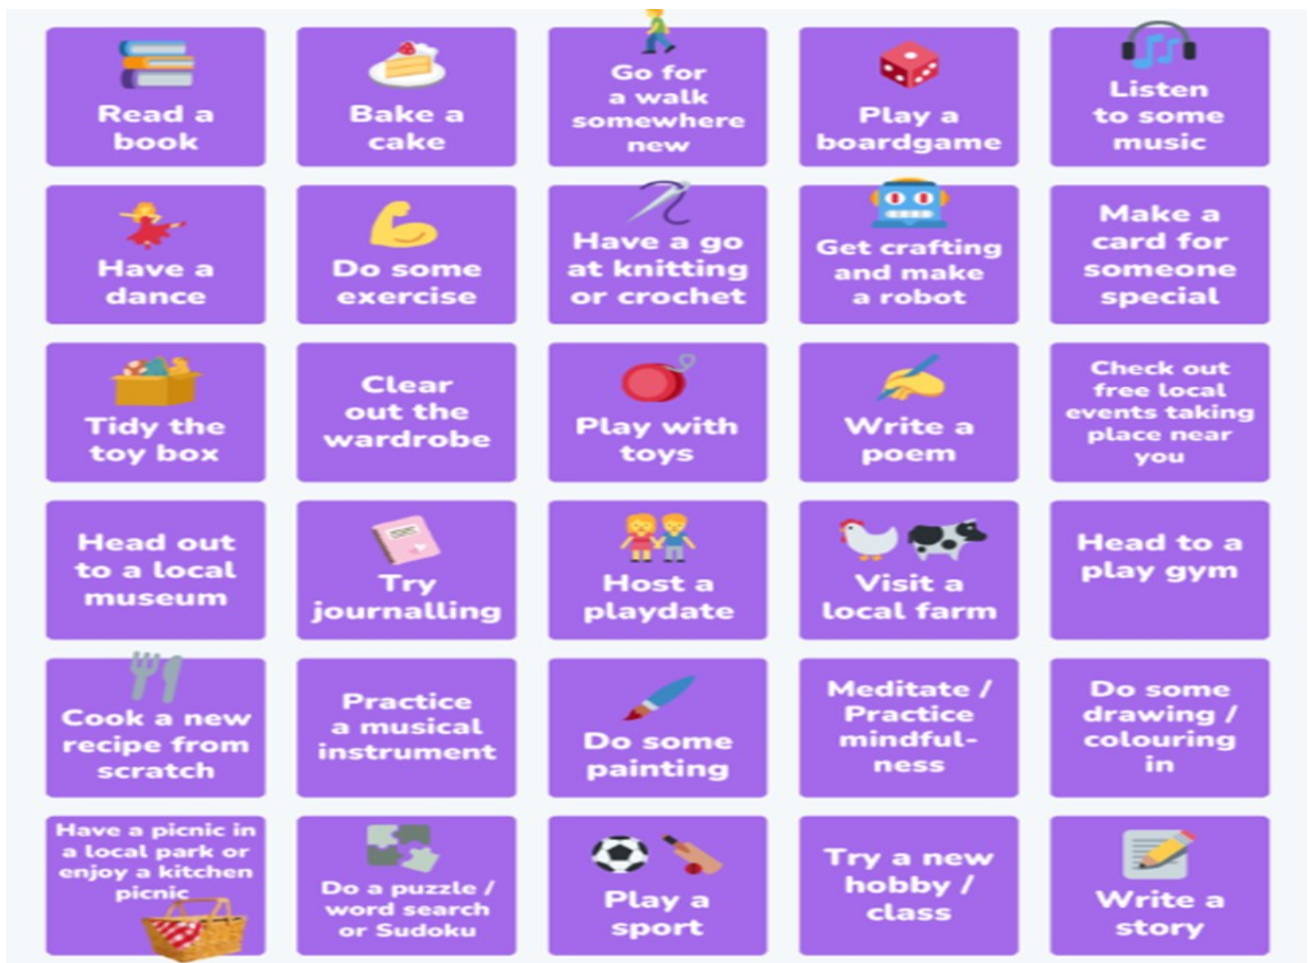 Read a
book
Bake a
cake
Go for
a walk
somewhere
new
Play a
boardgame
Listen
to some
music
Have a
dance
Do some
exercise
Have a go
at knitting
or crochet
Get crafting
and make
a robot
Make a
card for
someone
special
Tidy the
toy box
Clear
out the
wardrobe
Play with
toys
Write a
poem
Check out
free local
events taking
place near
you
Head out
to a local
museum
Try
journalling
Host a
playdate
Visit a
local farm
Head to a
play gym
Cook a new
recipe from
scratch
Practice
a musical
instrument
Do some
painting
Meditate /
Practice
mindful-
ness
Do some
drawing /
colouring
in
Have a picnic in
a local park or
enjoy a kitchen
picnic
Do a puzzle /
word search
or Sudoku
Play a
sport
Try a new
hobby /
class
Write a
story